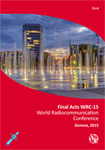 Final Acts WRC-15
World Radiocommunication
Conference
Geneva, 2015